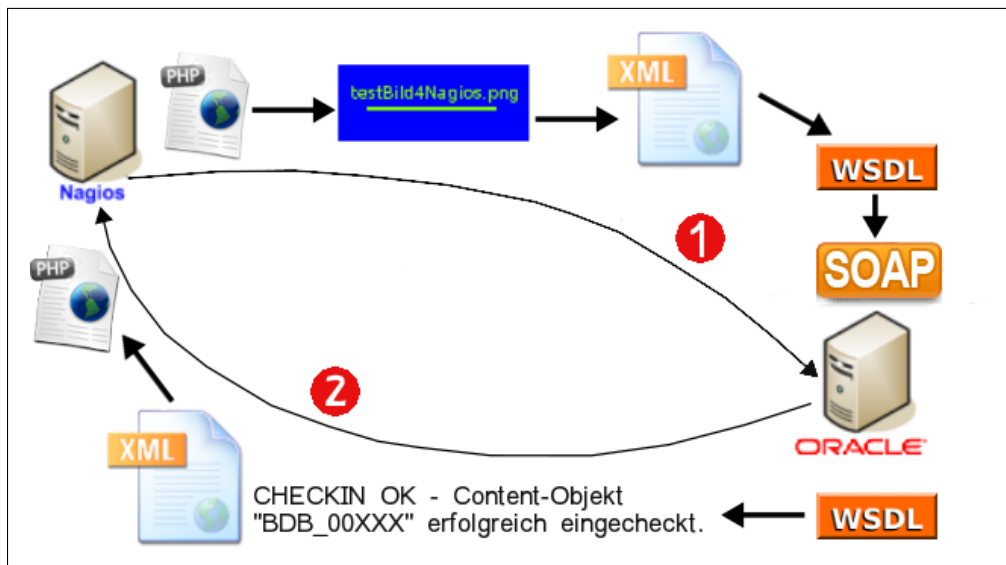 PHP
testBild4Nagios.png
XML
WSDL
Nagios
1
SOAP
PHP
2
ORACLE
XML
CHECKIN OK - Content-Objekt
"BDB_00XXX" erfolgreich eingecheckt.
WSDL